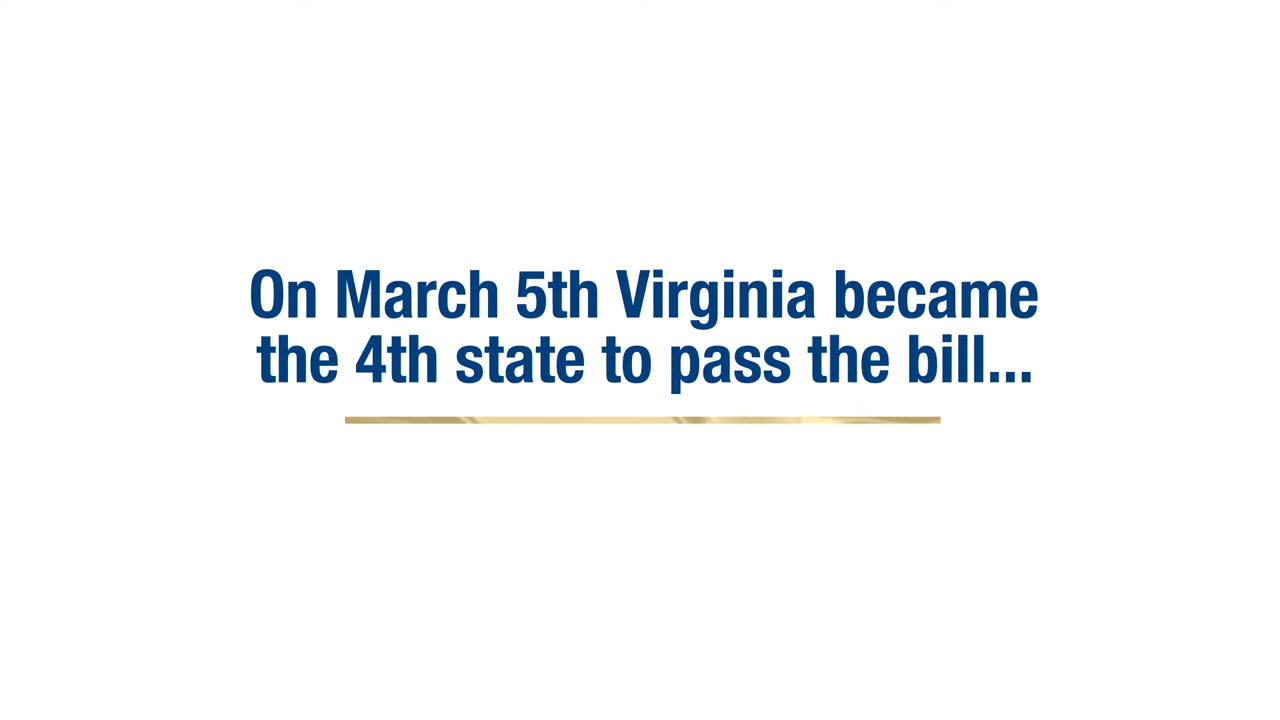 On March 5th Virginia became
the 4th state to pass the bill...